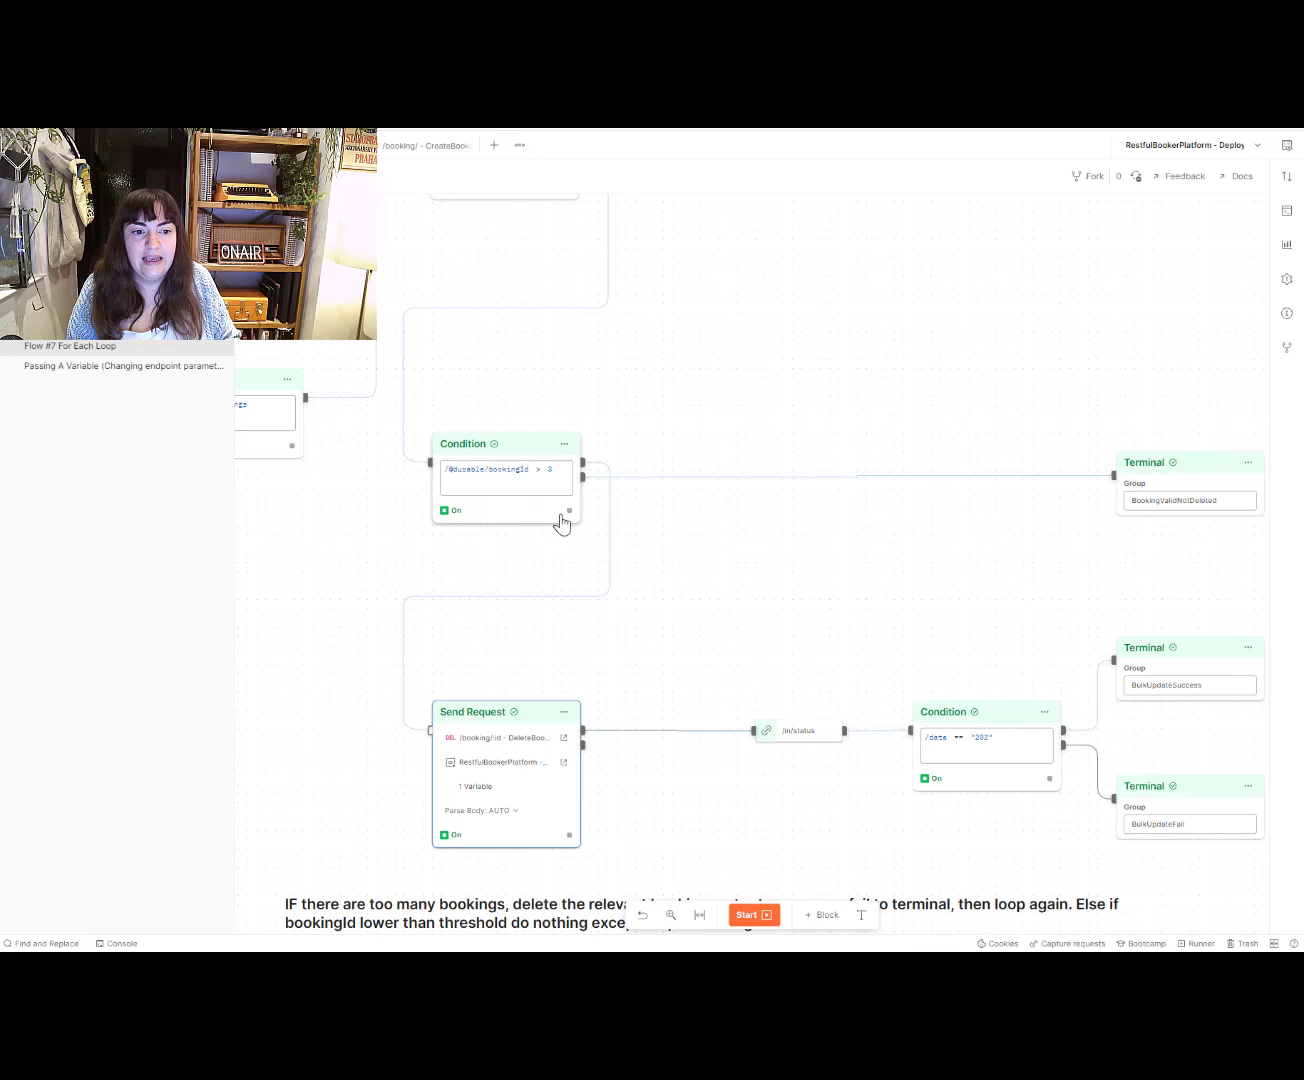 STAROPRA
PRAHA
ONAIR
/booking/ - CreateBook
RestfulBookerPlatform - Deploy
Fork 0
Feedback
Docs
Flow #7 For Each Loop
Passing A Variable (Changing endpoint paramet...
ngs
Condition
/@durable/bookingId > 3
On
Terminal
Group
BookingValidNotDeleted
Terminal
Group
BulkUpdateSuccess
Send Request
DEL /booking/:id - DeleteBoo...
RestfulBookerPlatform -...
1 Variable
Parse Body: AUTO
On
/in/status
Condition
/data == "202"
On
Terminal
Group
BulkUpdateFail
IF there are too many bookings, delete the to terminal, then loop again. Else if
bookingId lower than threshold do nothing
Start
+ Block
T
Find and Replace
Console
Cookies
Capture requests
Bootcamp
Runner
Trash